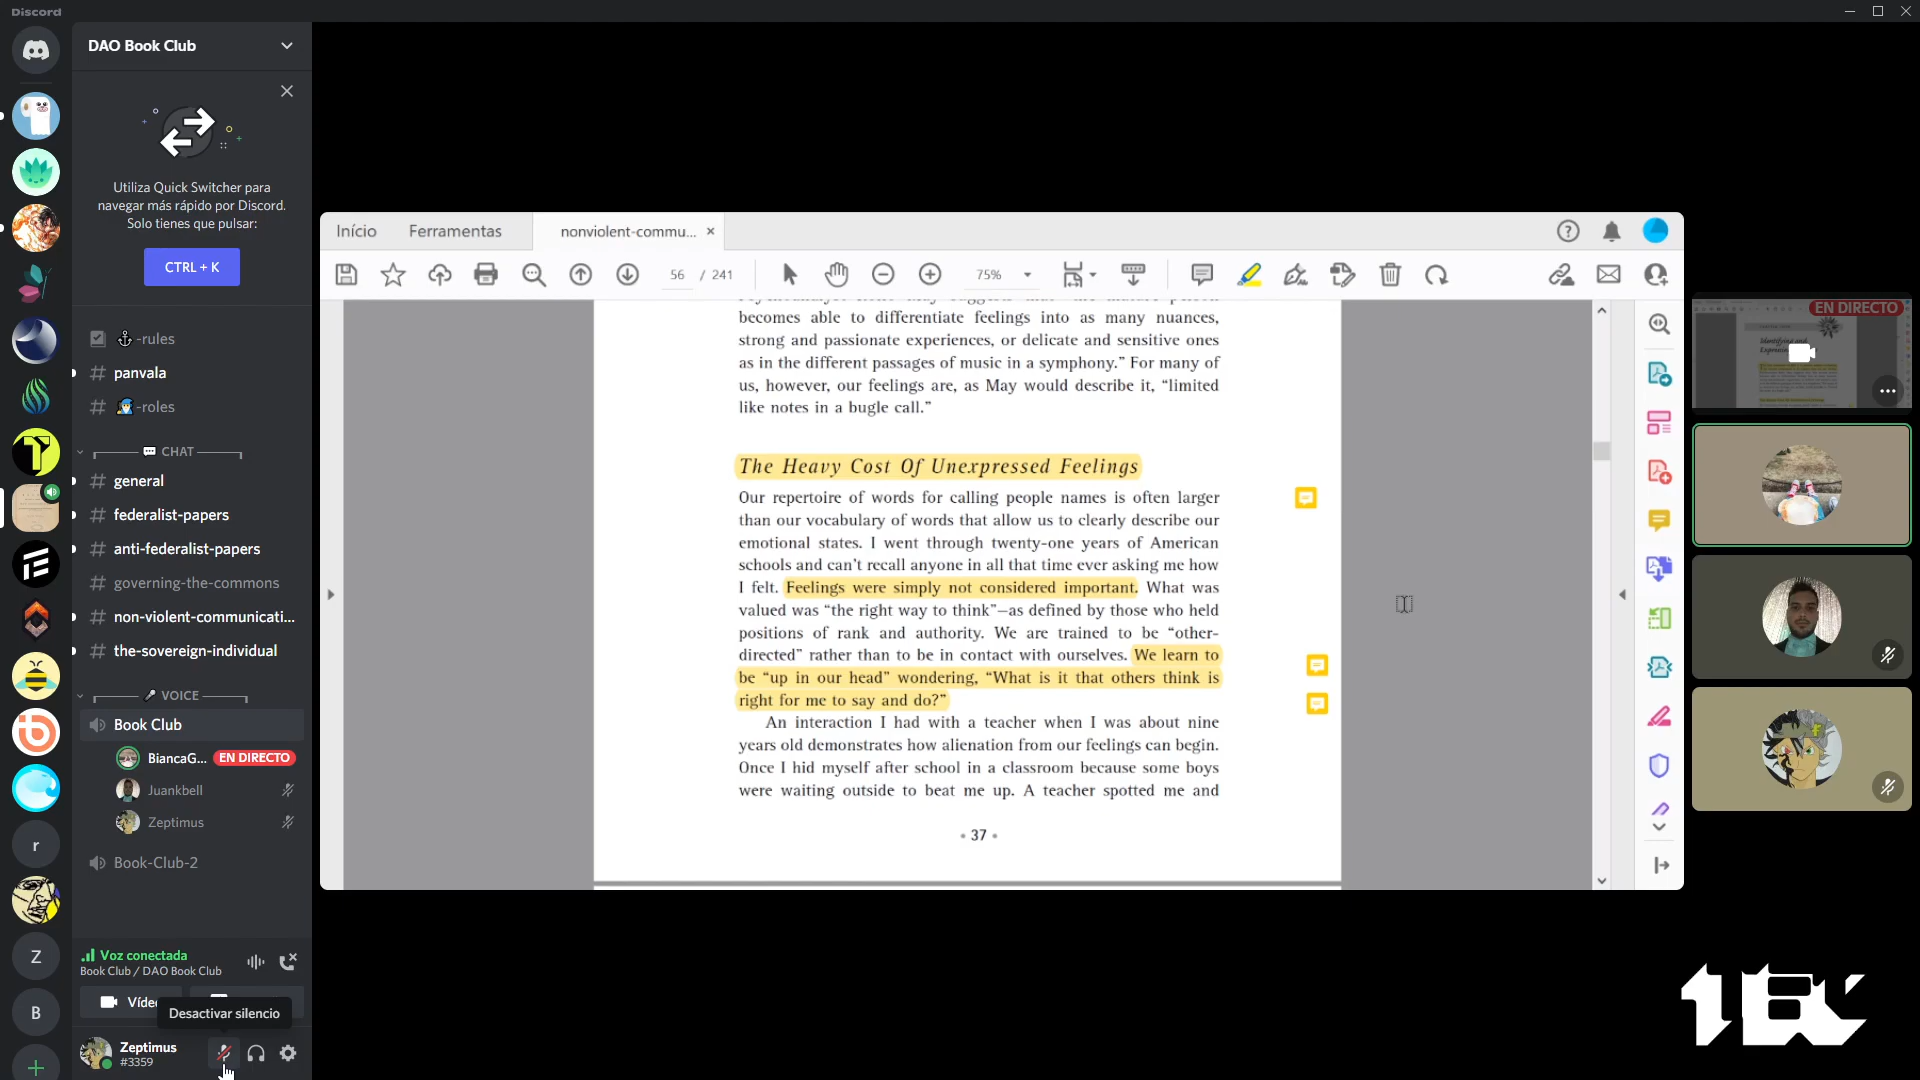 Discord
DAO Book Club
Utiliza Quick Switcher para
navegar más rápido por Discord.
Solo tienes que pulsar:
CTRL + K
-rules
panvala
-roles
CHAT
general
federalist-papers
anti-federalist-papers
governing-the-commons
non-violent-communicati...
the-sovereign-individual
VOICE
Book Club
BiancaG... EN DIRECTO
Juankbell
Zeptimus
Book-Club-2
r
Z
B
Voz conectada
Book Club / DAO Book Club
Desactivar silencio
Zeptimus
#3359
Início Ferramentas nonviolent-commu...
56 / 241 75%
becomes able to differentiate feelings into as many nuances,
strong and passionate experiences, or delicate and sensitive ones
as in the different passages of music in a symphony.” For many of
us, however, our feelings are, as May would describe it, “limited
like notes in a bugle call.”
The Heavy Cost Of Unexpressed Feelings
Our repertoire of words for calling people names is often larger
than our vocabulary of words that allow us to clearly describe our
emotional states. I went through twenty-one years of American
schools and can’t recall anyone in all that time ever asking me how
I felt. Feelings were simply not considered important. What was
valued was “the right way to think”—as defined by those who held
positions of rank and authority. We are trained to be “other-
directed” rather than to be in contact with ourselves. We learn to
be “up in our head” wondering, “What is it that others think is
right for me to say and do?”
An interaction I had with a teacher when I was about nine
years old demonstrates how alienation from our feelings can begin.
Once I hid myself after school in a classroom because some boys
were waiting outside to beat me up. A teacher spotted me and
• 37 •
EN DIRECTO